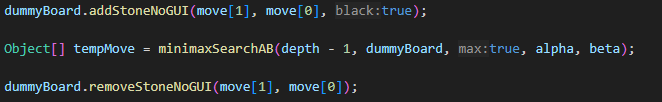 dummyBoard.addStoneNoGUI(move[1], move[0], black:true);
Object[] tempMove = minimaxSearchAB(depth - 1, dummyBoard, max:true, alpha, beta);
dummyBoard.removeStoneNoGUI(move[1], move[0]);